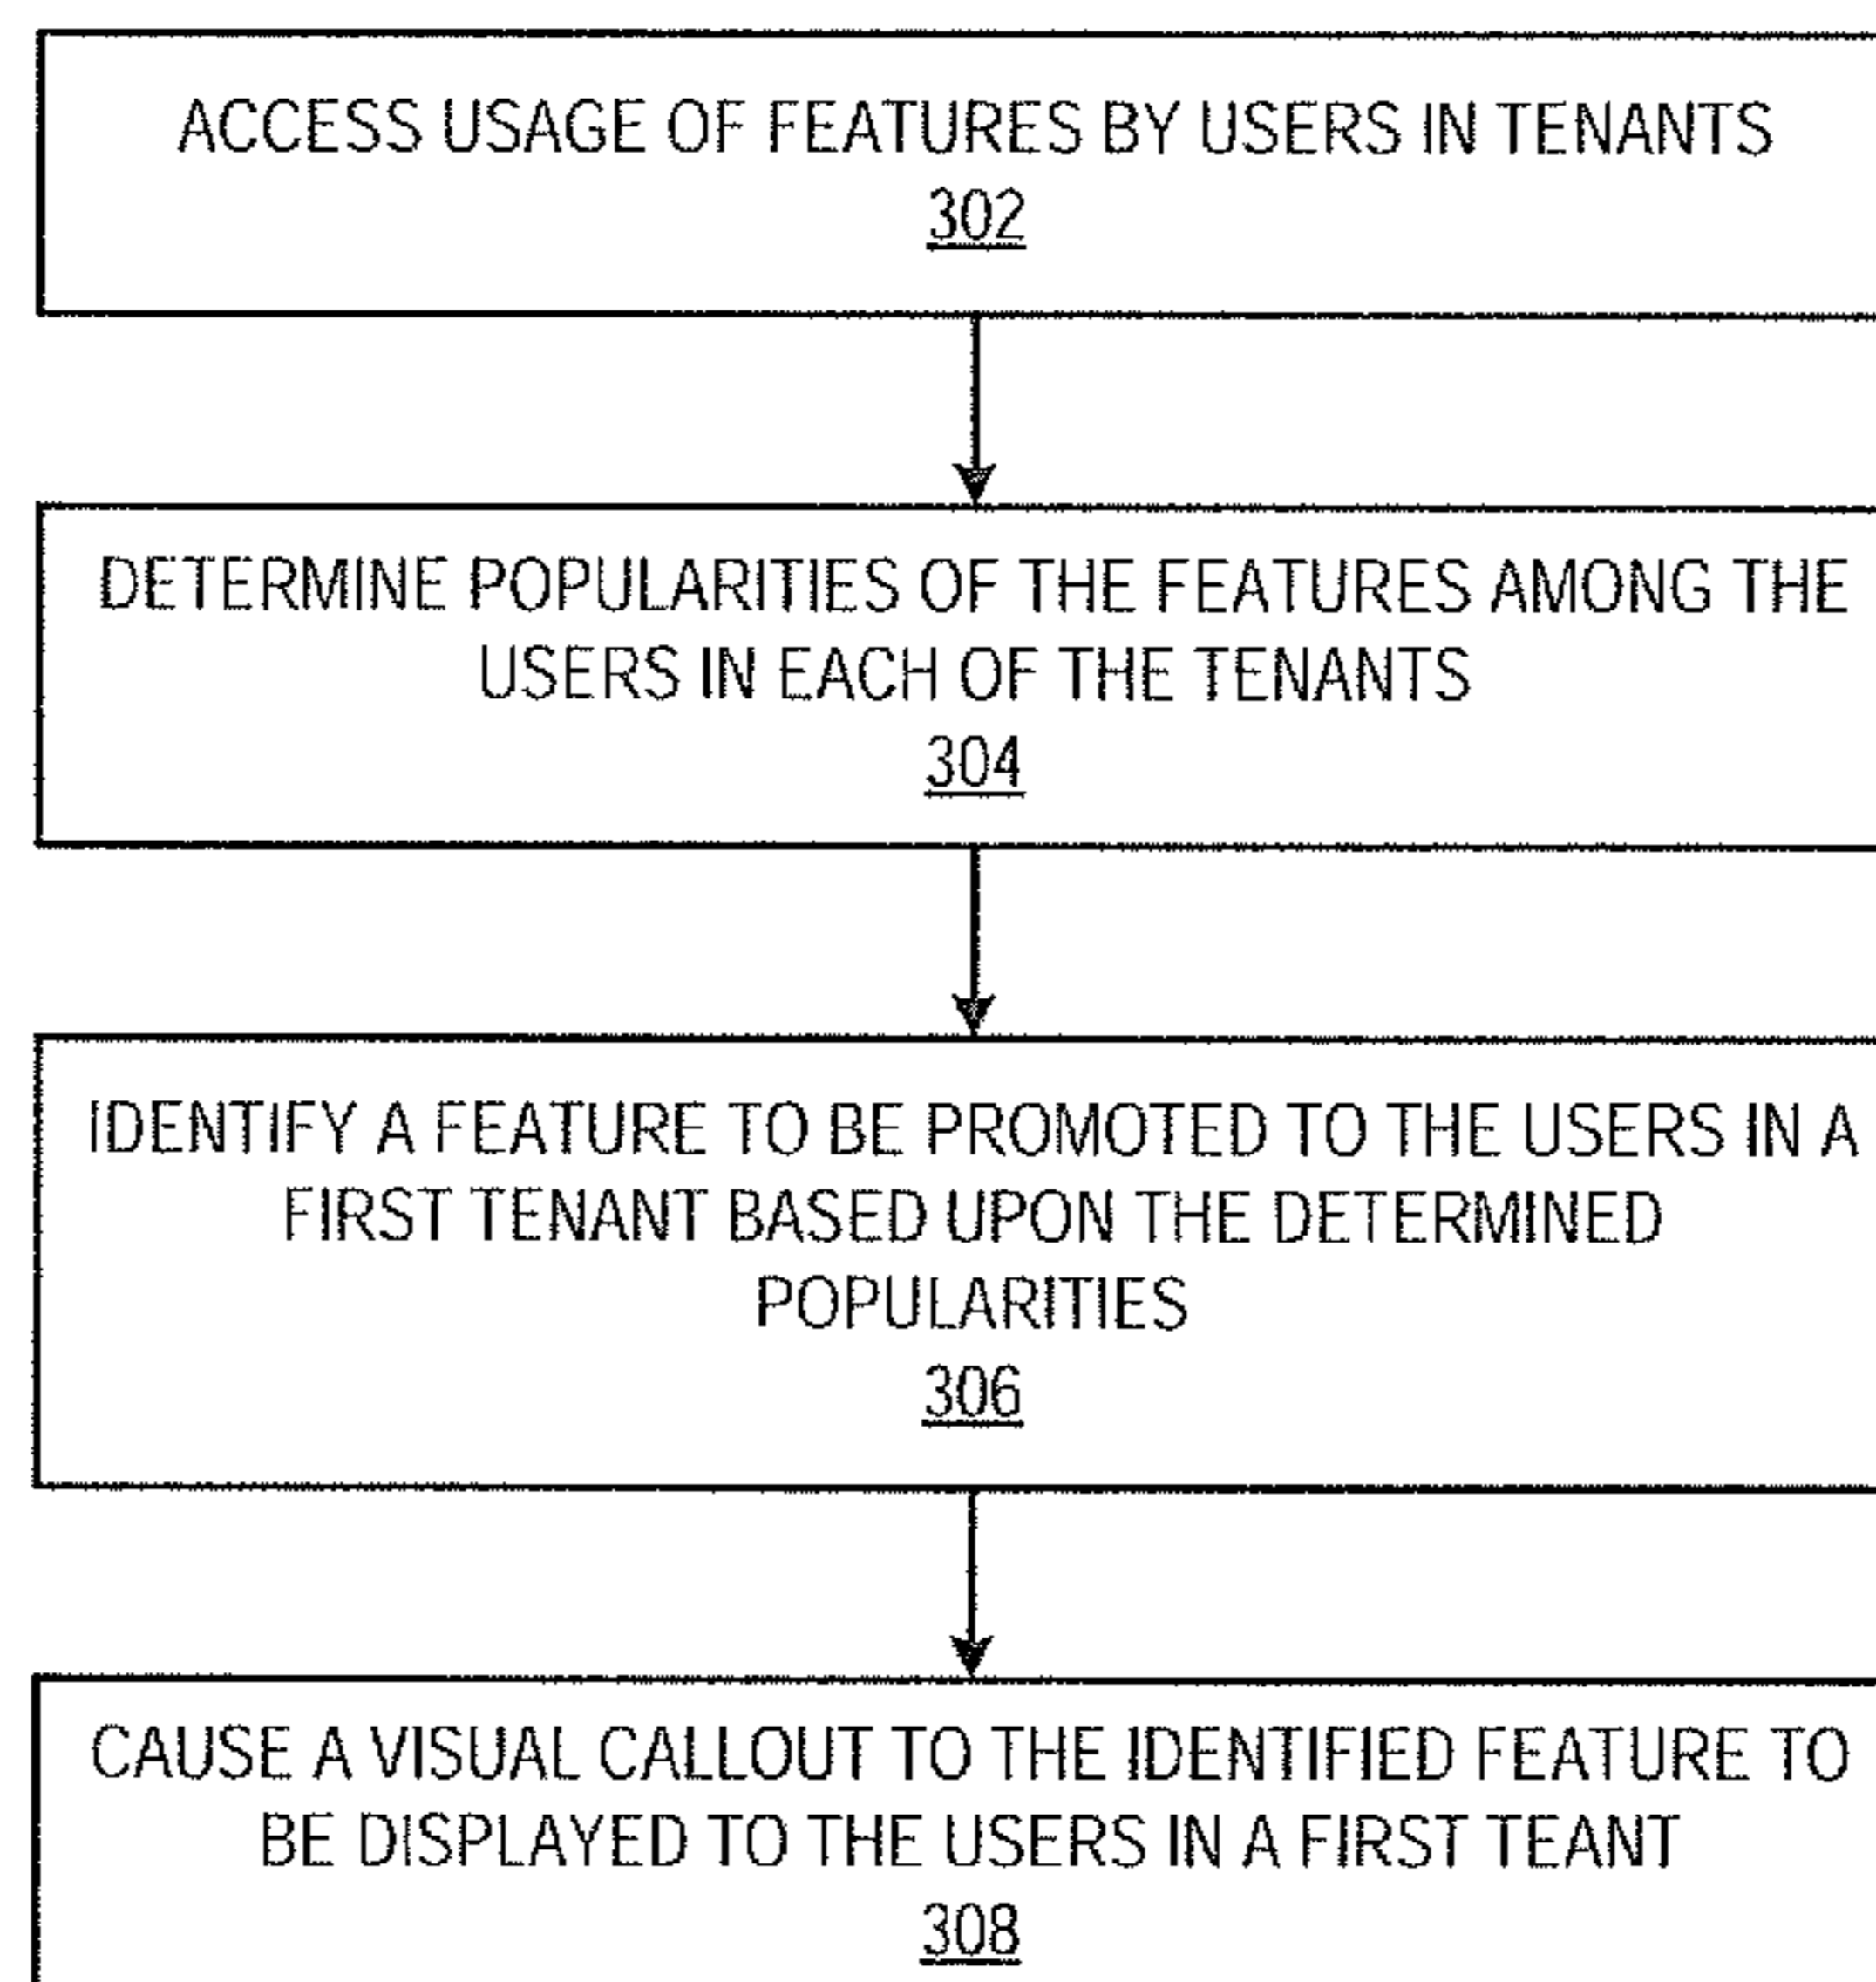 ACCESS USAGE OF FEATURES BY USERS IN TENANTS
302
DETERMINE POPULARITIES OF THE FEATURES AMONG THE
USERS IN EACH OF THE TENANTS
304
IDENTIFY A FEATURE TO BE PROMOTED TO THE USERS IN A
FIRST TENANT BASED UPON THE DETERMINED
POPULARITIES
306
CAUSE A VISUAL CALLOUT TO THE IDENTIFIED FEATURE TO
BE DISPLAYED TO THE USERS IN A FIRST TEANT
308